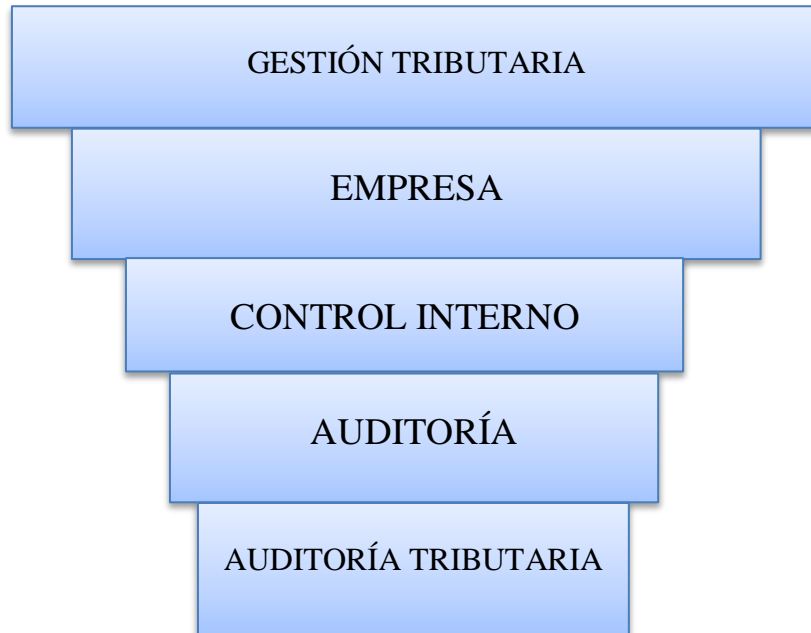 GESTIÓN TRIBUTARIA
EMPRESA
CONTROL INTERNO
AUDITORÍA
AUDITORÍA TRIBUTARIA